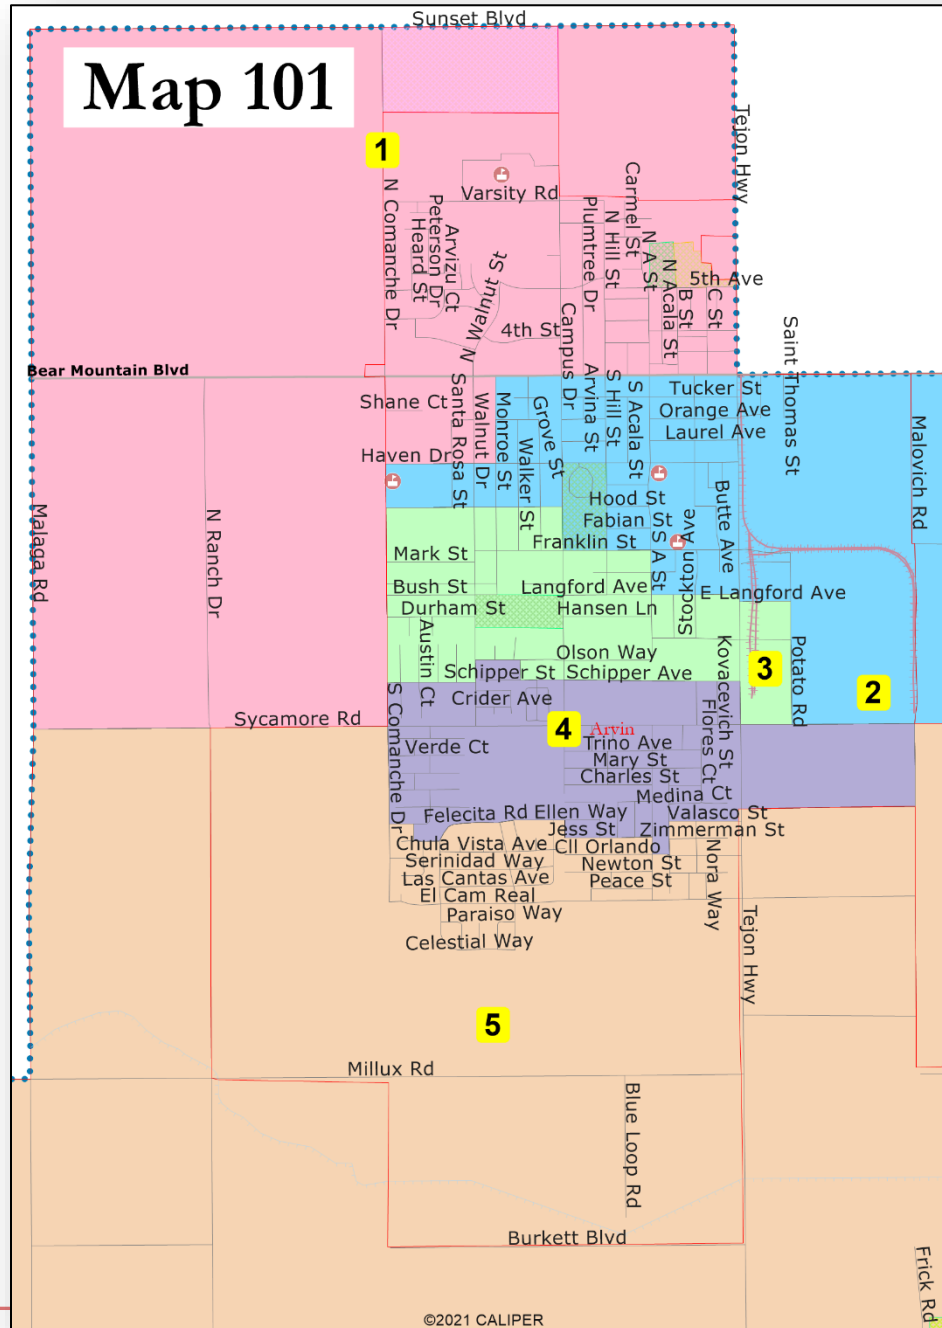 Sunset Blvd
Map 101
Tejon Hwy
1
Varsity Rd
Carmel St
N Comanche Dr
Peterson Dr
Heard St
Arvizu Ct
Plumtree Dr
N Hill St
N A St
N Acala St
5th Ave
B St
C St
N Walnut St
4th St
Campus Dr
Saint Thomas St
Bear Mountain Blvd
Shane Ct
Santa Rosa St
Walnut Dr
Monroe St
Grove St
Arvina St
S Hill St
S Acala St
Tucker St
Orange Ave
Laurel Ave
Malovich Rd
Haven Dr
Walker St
Hood St
Butte Ave
Malaga Rd
N Ranch Dr
Fabian St
Franklin St
Mark St
S A St
Stockton Ave
Bush St
Langford Ave
E Langford Ave
Durham St
Hansen Ln
Austin Ct
Olson Way
Kovacevich St
3
Potato Rd
Schipper St
Schipper Ave
2
Crider Ave
S Comanche Dr
Flores Ct
Sycamore Rd
4
Arvin
Verde Ct
Trino Ave
Mary St
Charles St
Medina Ct
Felecita Rd
Ellen Way
Valasco St
Jess St
Zimmerman St
Chula Vista Ave
Cll Orlando
Serinidad Way
Newton St
Nora Way
Las Cantas Ave
Peace St
El Cam Real
Paraiso Way
Tejon Hwy
Celestial Way
5
Millux Rd
Blue Loop Rd
Burkett Blvd
Frick Rd
©2021 CALIPER